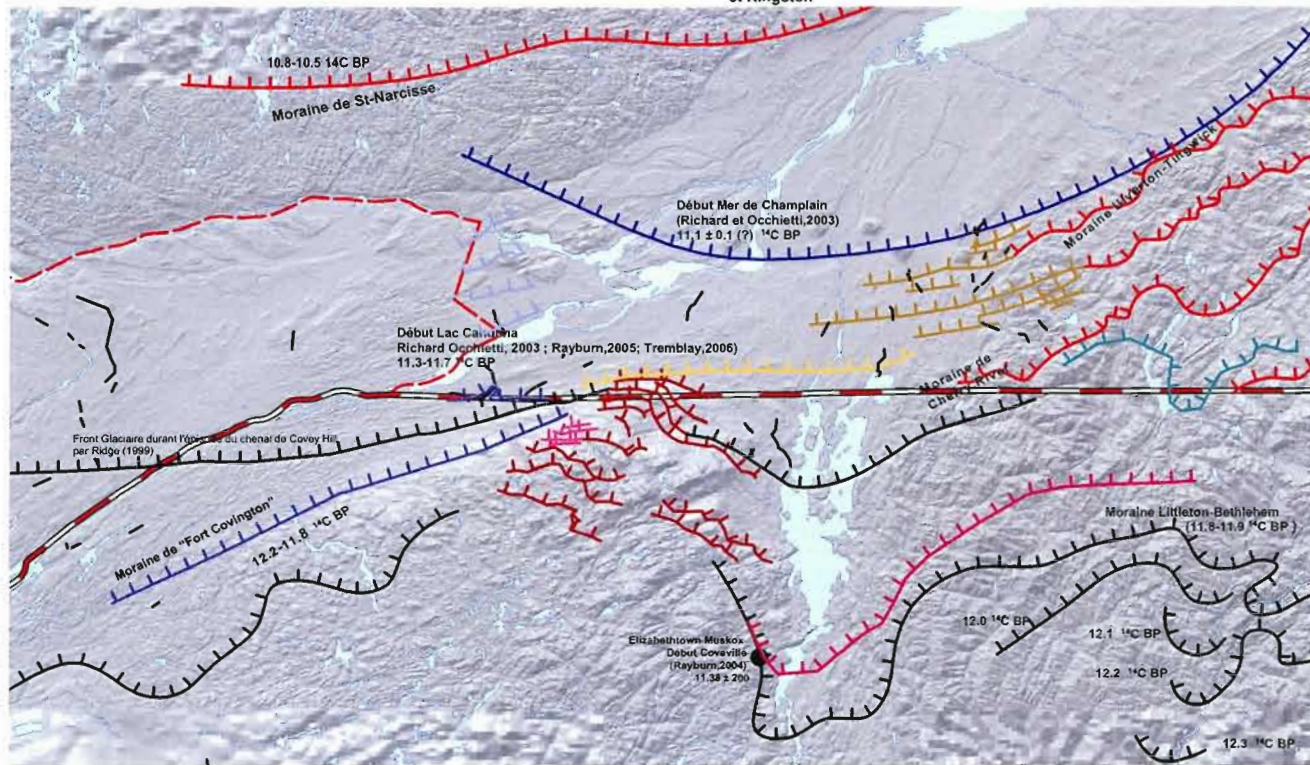 et Kingston
10.8-10.5 14C BP
Moraine de St-Narcisse
Début Mer de Champlain
(Richard et Occhietti,2003)
11,1 ± 0.1 (?) ¹⁴C BP
Moraine Ulverton-Tingwick
Début Lac
Richard Occhietti, 2003 ; Rayburn,2005; Tremblay,2006)
11.3-11.7 ¹⁴C BP
Moraine de
Cherry River
Front Glaciaire durant l'épisode du chenal de Covey Hill
par Ridge (1999)
Moraine de "Fort Covington"
12.2-11.8 ¹⁴C BP
Moraine Littleton-Bethlehem
(11.8-11.9 ¹⁴C BP )
12.0 ¹⁴C BP
12.1 ¹⁴C BP
12.2 ¹⁴C BP
12.3 ¹⁴C BP
Elizabethtown Muskox
Début Coveville
(Rayburn,2004)
11.38 ± 200